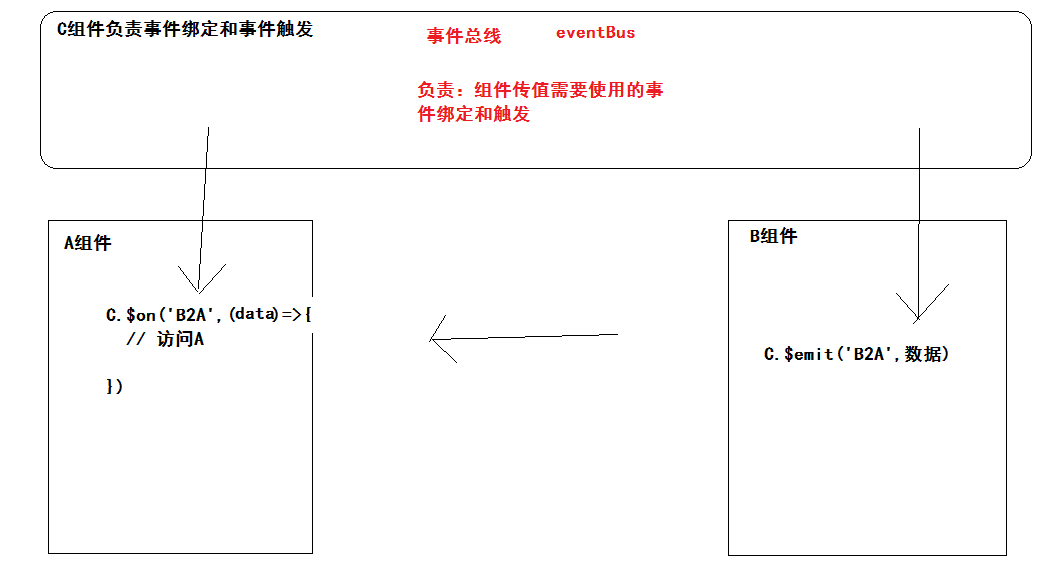 C组件负责事件绑定和事件触发
事件总线 eventBus
负责：组件传值需要使用的事
件绑定和触发
A组件
C.$on('B2A',(data)=>{
// 访问A
})
B组件
C.$emit('B2A',数据)